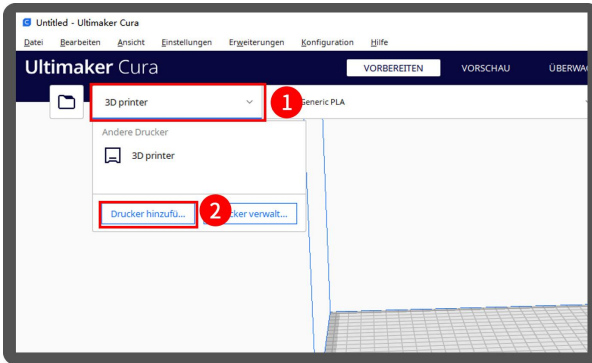 Untitled - Ultimaker Cura
Datei Bearbeiten Ansicht Einstellungen Erweiterungen Konfiguration Hilfe
Ultimaker Cura VORBEREITEN VORSCHAU ÜBERWA
3D printer 1 Generic PLA
Andere Drucker
3D printer
Drucker hinzufü... 2 cker verwalt...